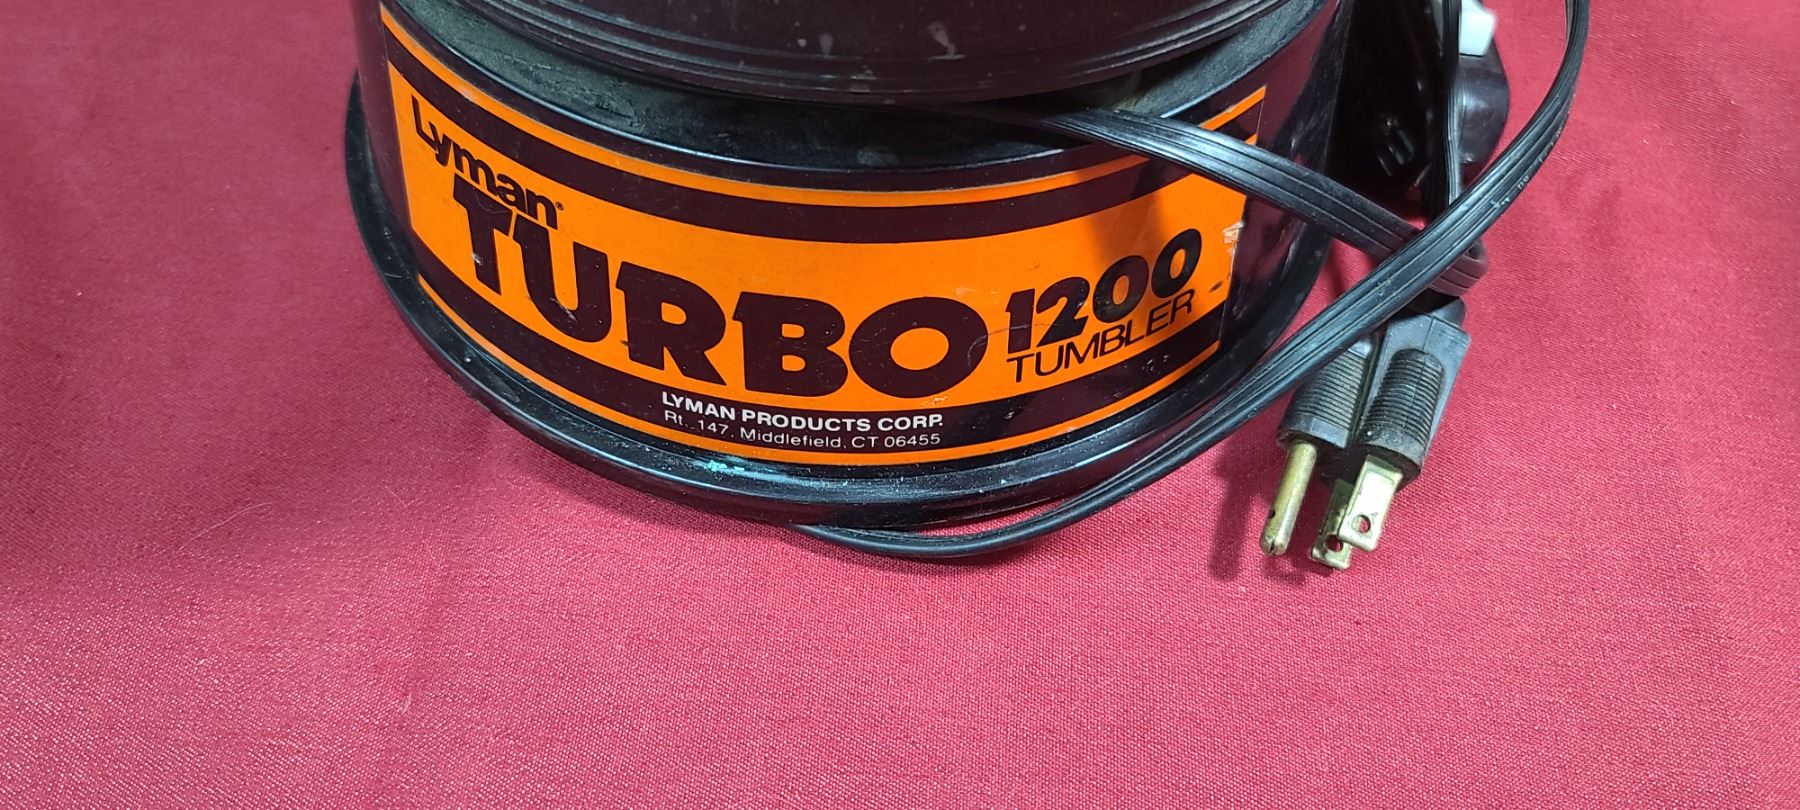 Lyman®
TURBO 1200
TUMBLER
LYMAN PRODUCTS CORP.
Rt. 147, Middlefield, CT 06455